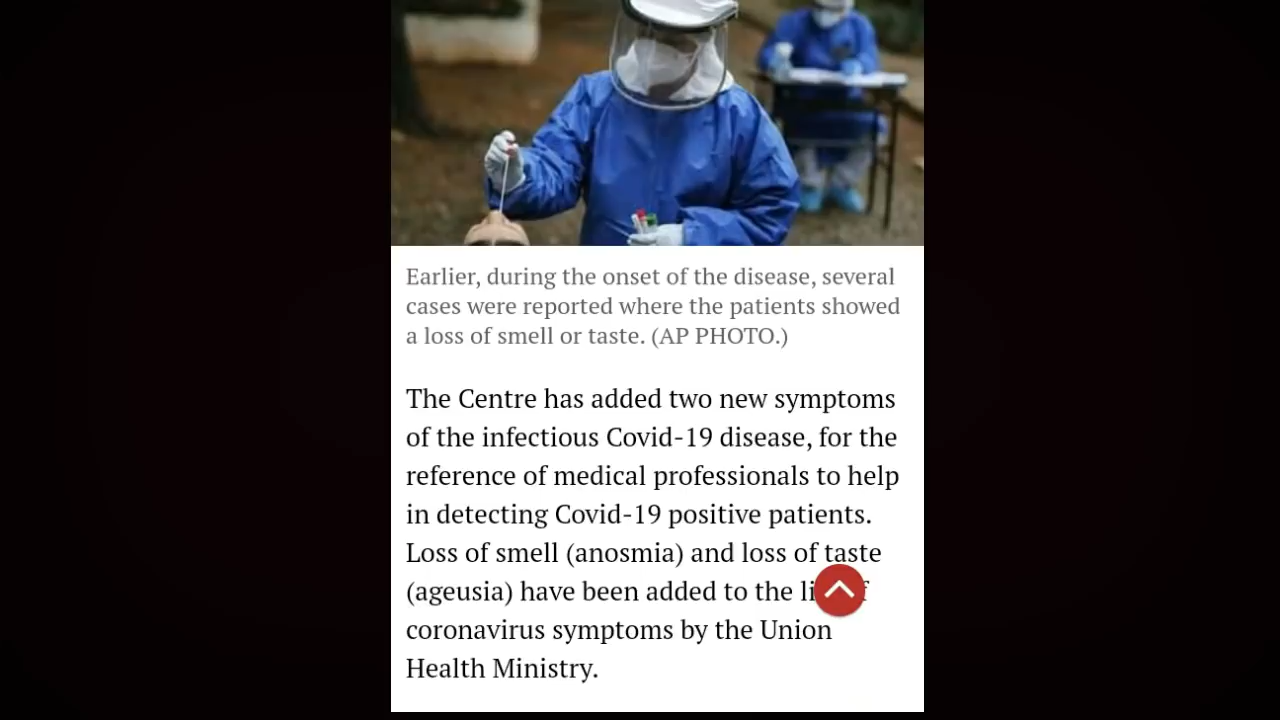 Earlier, during the onset of the disease, several
cases were reported where the patients showed
a loss of smell or taste. (AP PHOTO.)
The Centre has added two new symptoms
of the infectious Covid-19 disease, for the
reference of medical professionals to help
in detecting Covid-19 positive patients.
Loss of smell (anosmia) and loss of taste
(ageusia) have been added to the
coronavirus symptoms by the Union
Health Ministry.